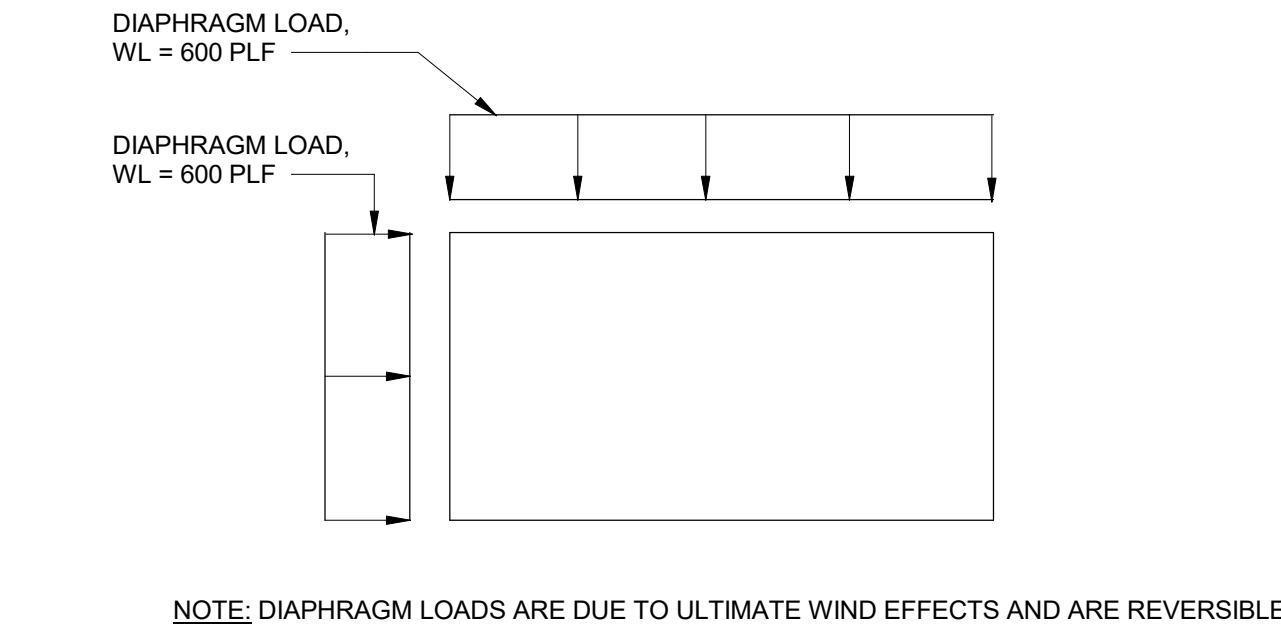 DIAPHRAGM LOAD,
WL = 600 PLF
DIAPHRAGM LOAD,
WL = 600 PLF
NOTE: DIAPHRAGM LOADS ARE DUE TO ULTIMATE WIND EFFECTS AND ARE REVERSIBLE